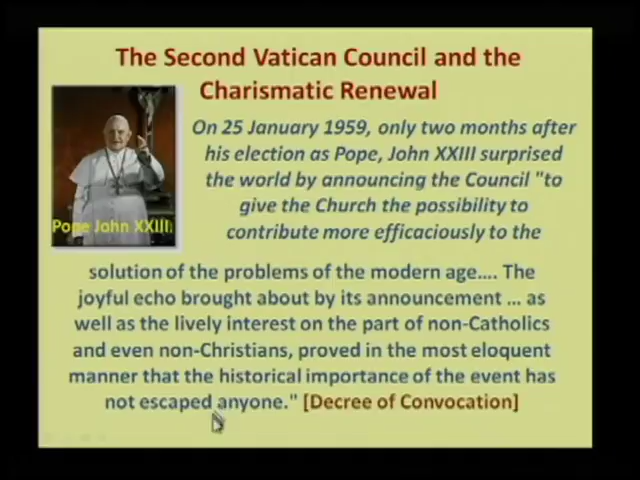 The Second Vatican Council and the
Charismatic Renewal
On 25 January 1959, only two months after
his election as Pope, John XXIII surprised
the world by announcing the Council "to
give the Church the possibility to
contribute more efficaciously to the
Pope John XXIII.
solution of the problems of the modern age.... The
joyful echo brought about by its announcement ... as
well as the lively interest on the part of non-Catholics
and even non-Christians, proved in the most eloquent
manner that the historical importance of the event has
not escaped anyone." [Decree of Convocation]